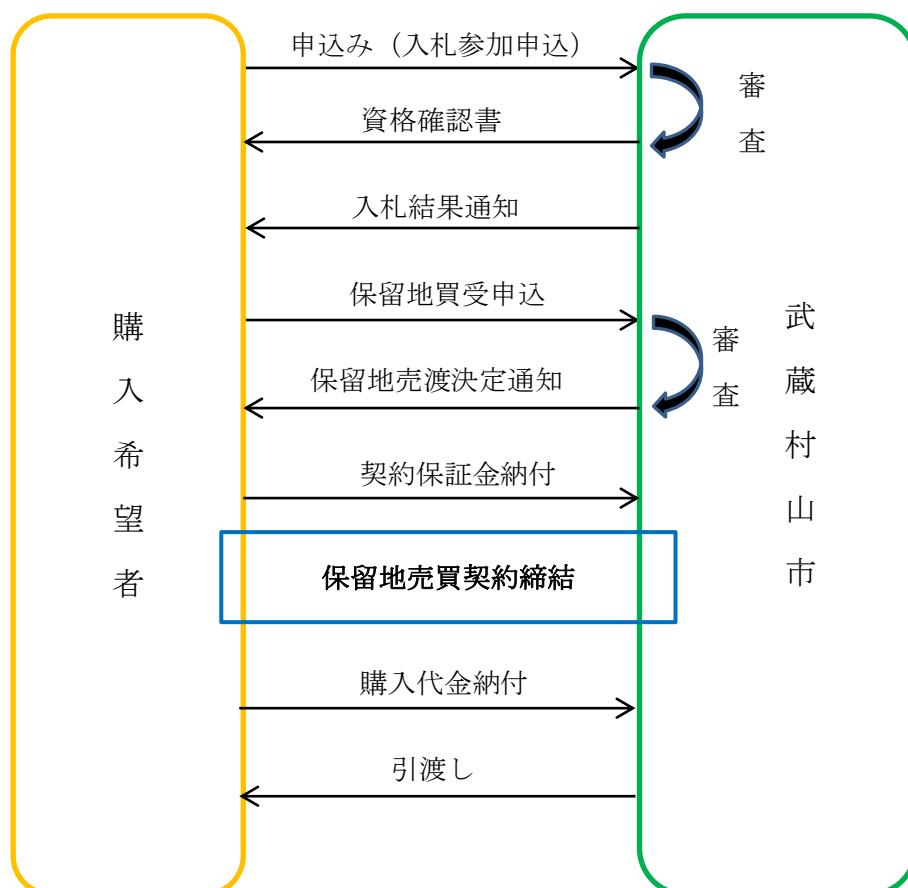 申込み（入札参加申込）
審査
資格確認書
入札結果通知
保留地買受申込
審査
保留地売渡決定通知
契約保証金納付
保留地売買契約締結
購入代金納付
引渡し
購入希望者
武蔵村山市